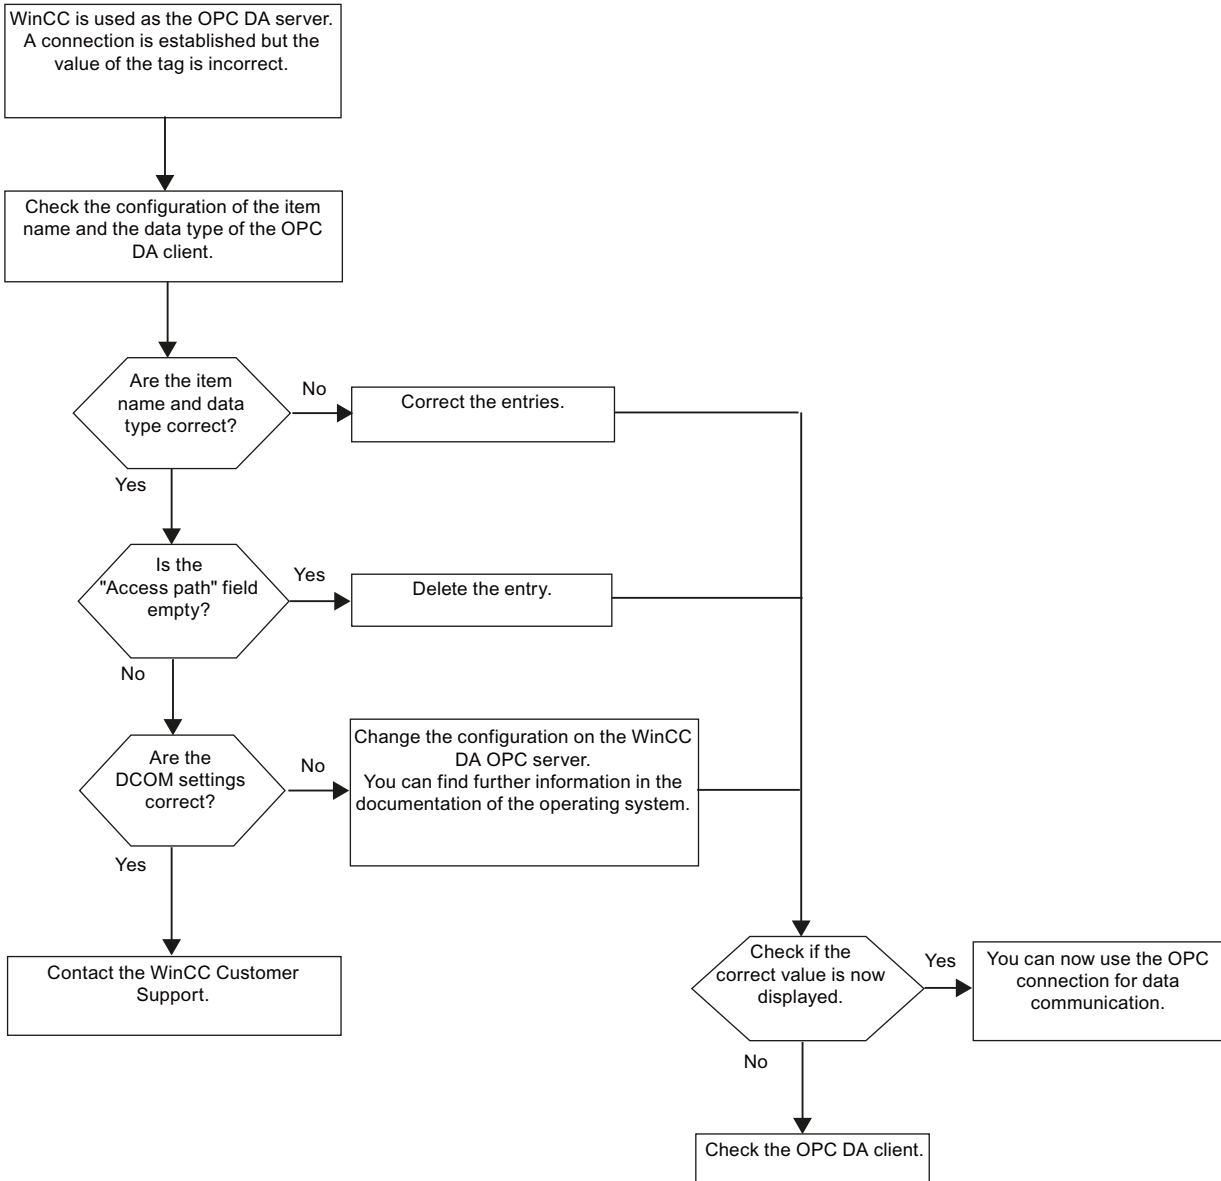 WinCC is used as the OPC DA server.
A connection is established but the
value of the tag is incorrect.
Check the configuration of the item
name and the data type of the OPC
DA client.
Are the item
name and data
type correct?
No
Correct the entries.
Yes
Is the
"Access path" field
empty?
Yes
Delete the entry.
No
Are the
DCOM settings
correct?
No
Change the configuration on the WinCC
DA OPC server.
You can find further information in the
documentation of the operating system.
Yes
Contact the WinCC Customer
Support.
Check if the
correct value is now
displayed.
Yes
You can now use the OPC
connection for data
communication.
No
Check the OPC DA client.